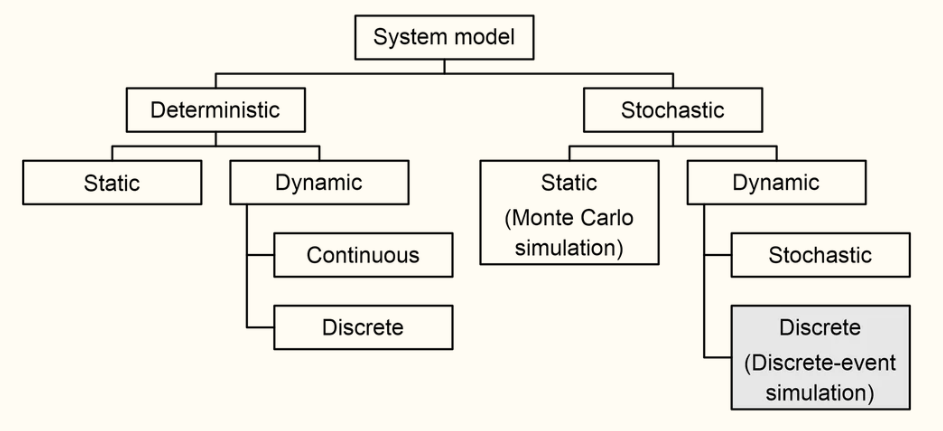 System model
Deterministic
Stochastic
Static
Dynamic
Static
(Monte Carlo
simulation)
Dynamic
Continuous
Stochastic
Discrete
Discrete
(Discrete-event
simulation)